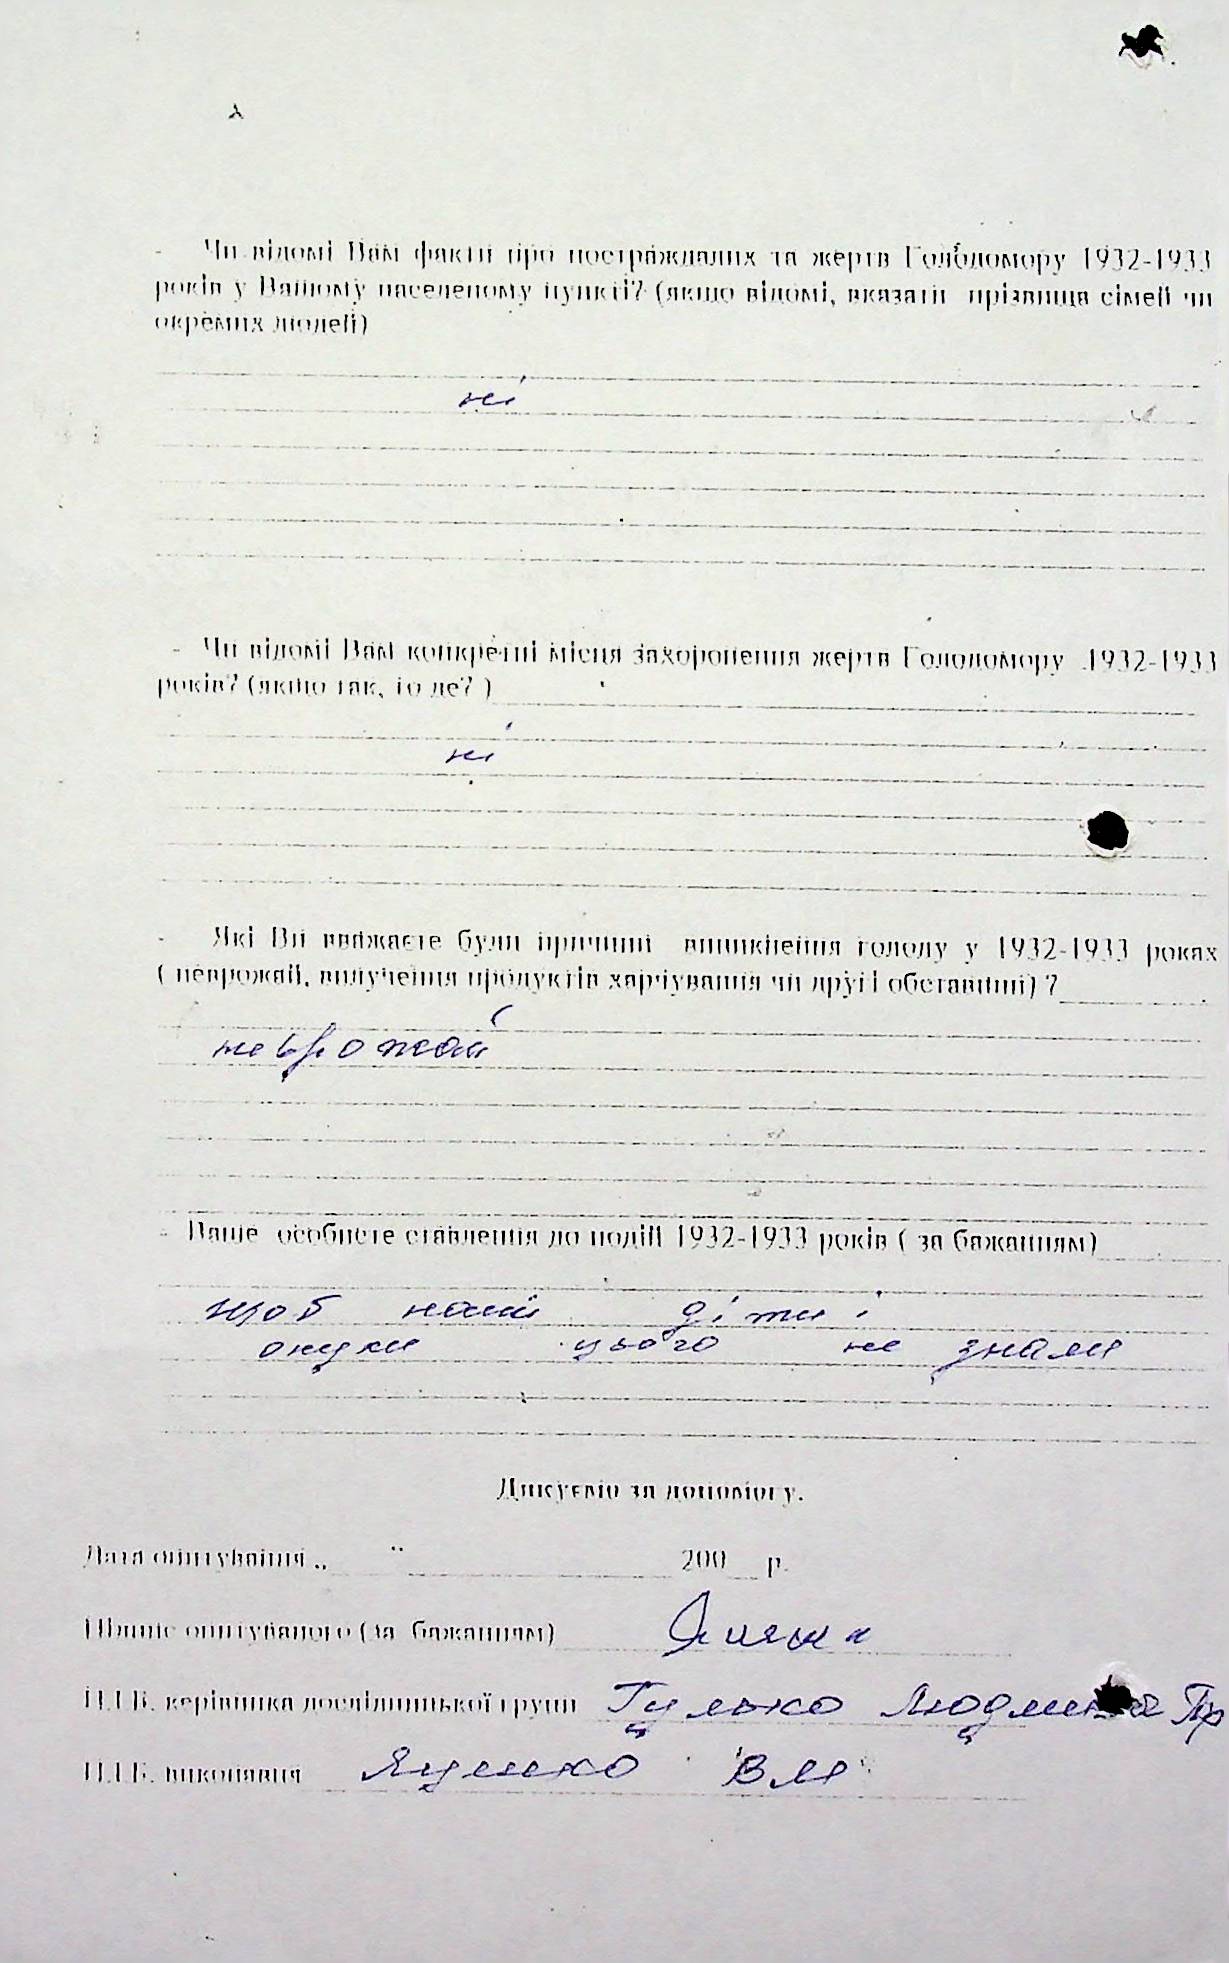 - Чи відомі Вам факти про постраждалих та жертв Голодомору 1932-1933
років у Вашому населеному пункті? (якщо відомі, вказати прізвища сімей чи
окремих людей)
ні
- Чи відомі Вам конкретні місця захоронення жертв Голодомору 1932-1933
років? (якщо так, то де? )
ні
- Які Ви вважаєте були причини виникнення голоду у 1932-1933 роках
( неврожай, вилучення продуктів харчування чи другі обставини) ?
неврожай
- Ваше особисте ставлення до подій 1932-1933 років ( за бажанням)
щоб наші діти і
онуки цього не знали
Дякуємо за допомогу.
Дата опитування „ “ 200 р.
Підпис опитуваного (за бажанням)
П.І.Б. керівника дослідницької групи Гулько Людмила Гр
П.І.Б. виконавця Яценко В М